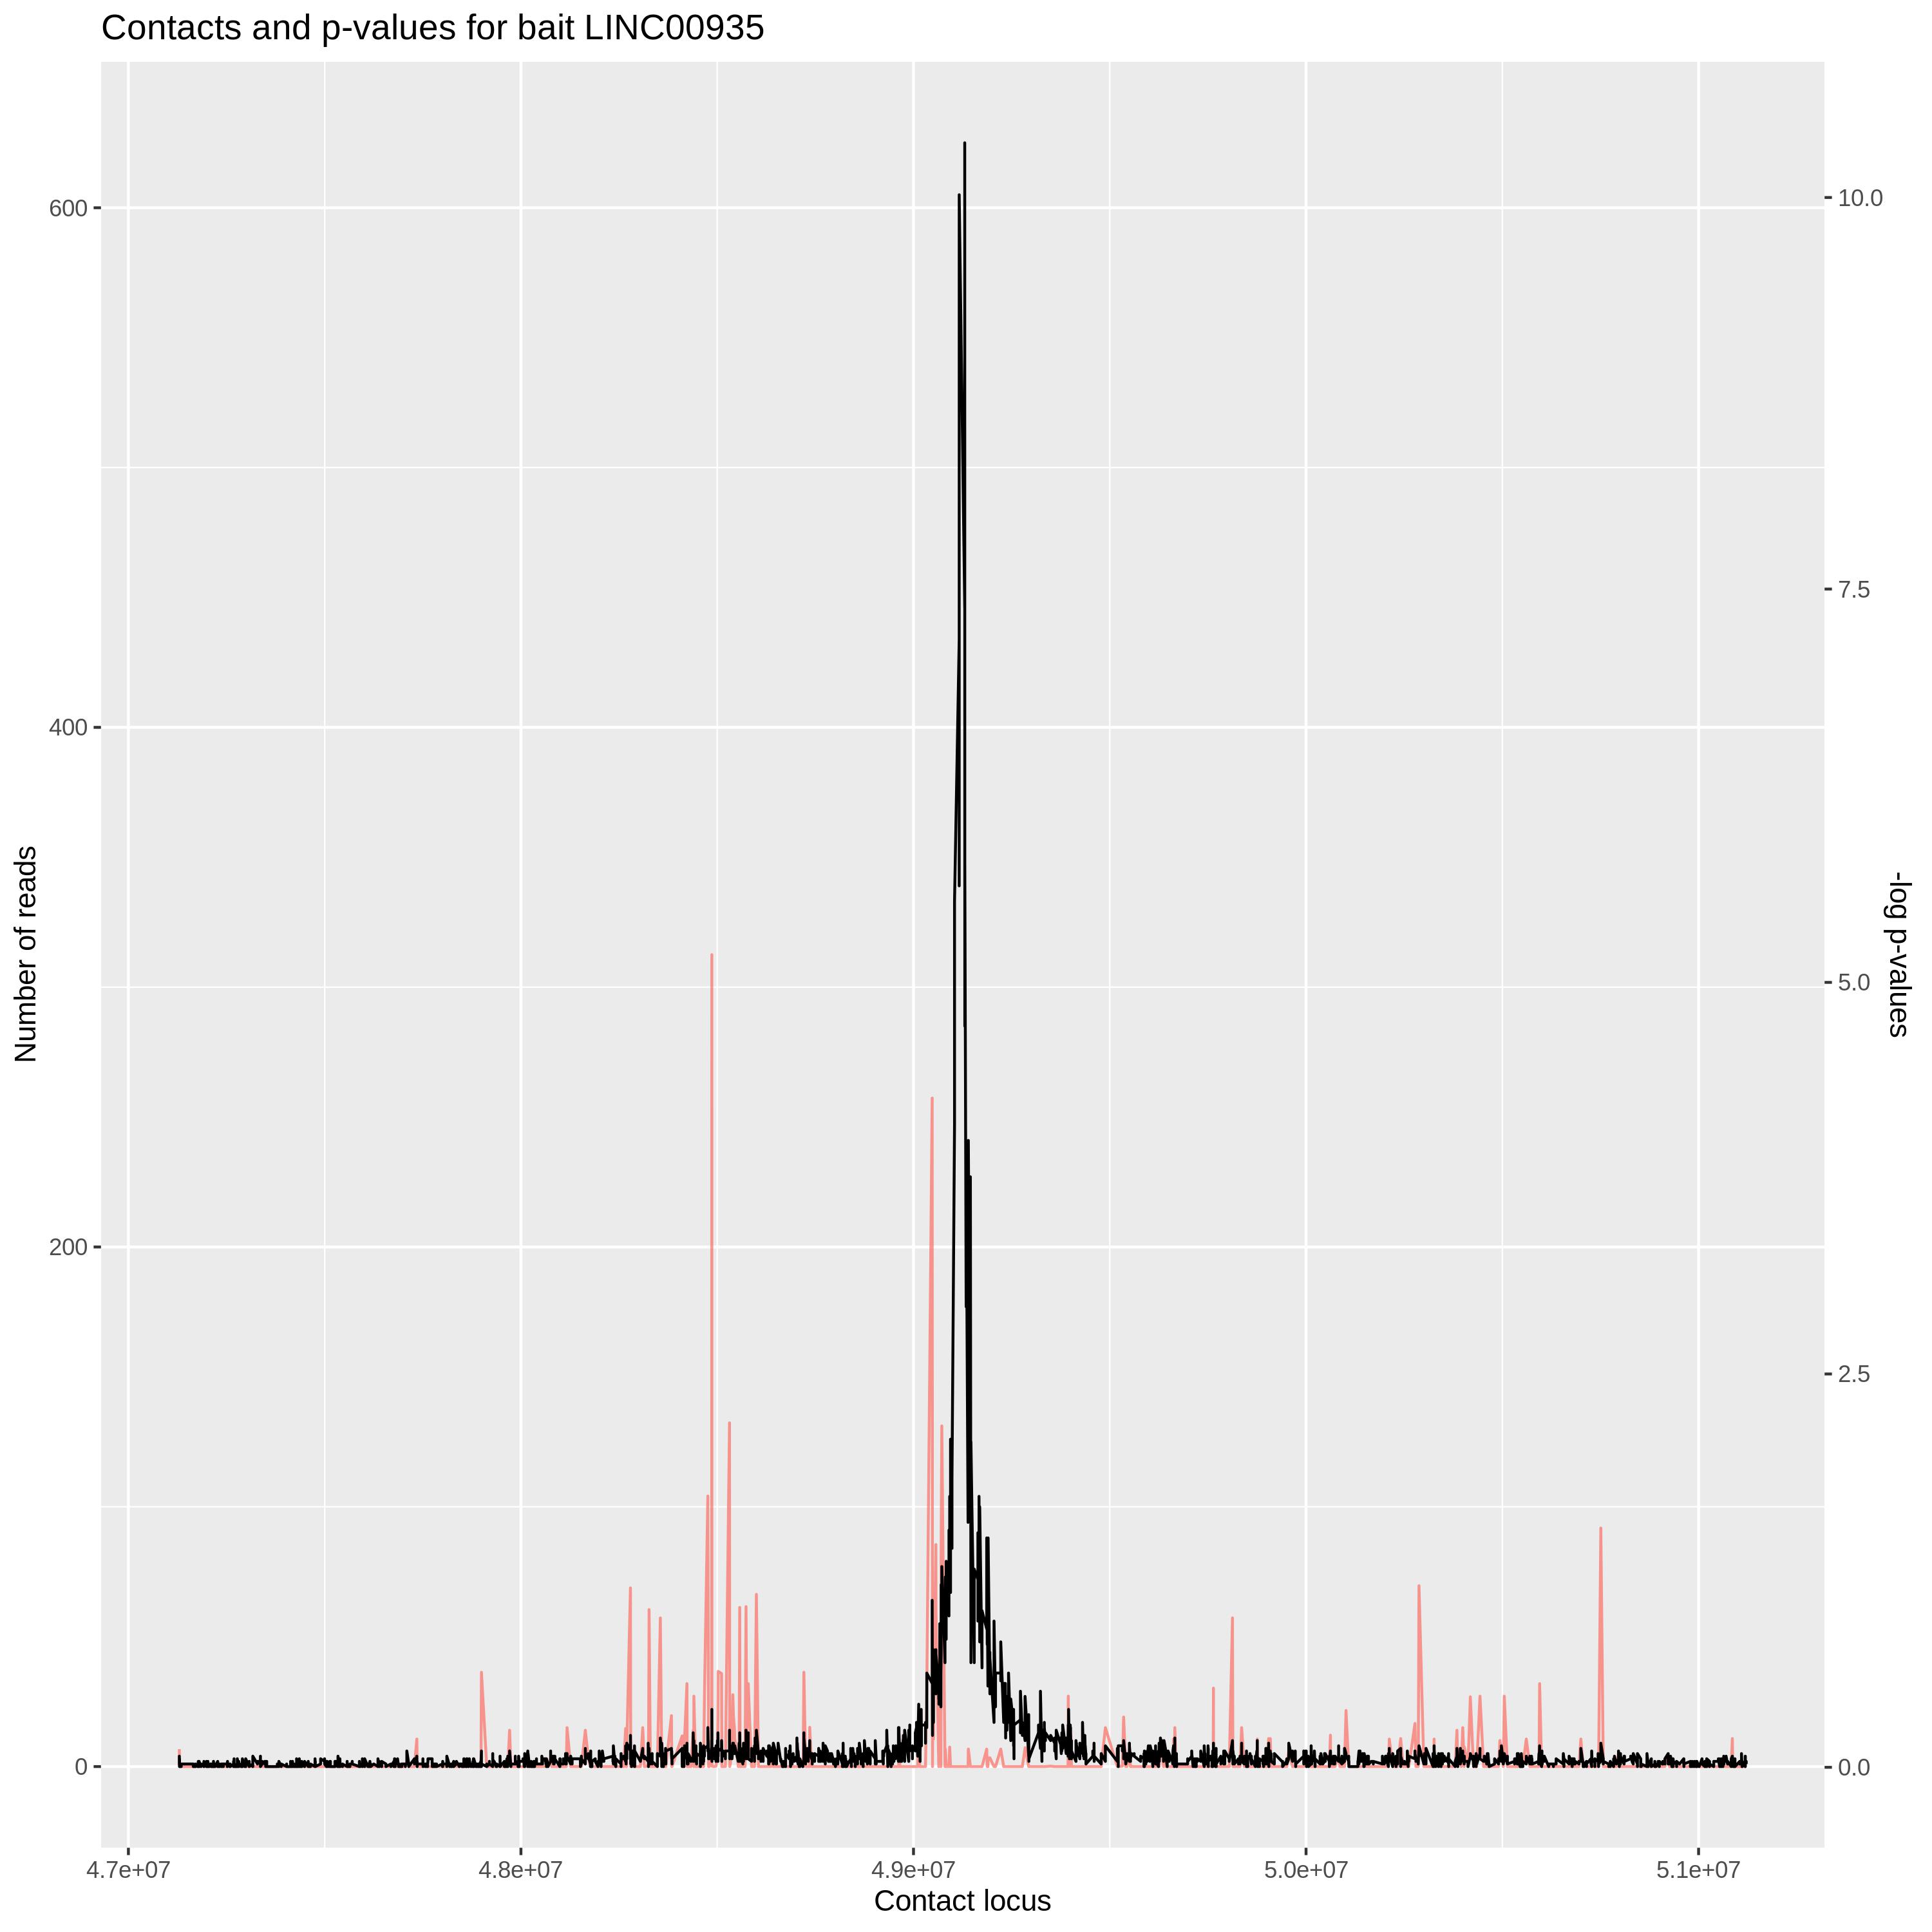 Contacts and p-values for bait LINC00935
600
400
200
0
Number of reads
10.0
7.5
5.0
2.5
0.0
-log p-values
4.7e+07
4.8e+07
4.9e+07
5.0e+07
5.1e+07
Contact locus